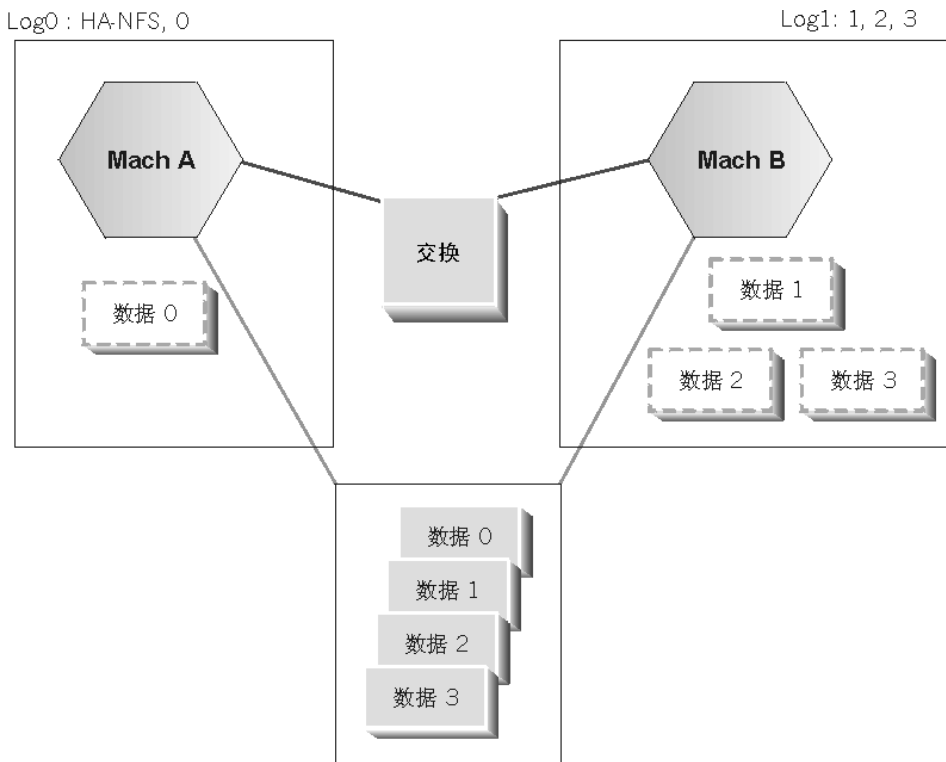 Log0 : HA-NFS, 0
Log1: 1, 2, 3
Mach A
Mach B
交换
数据 0
数据 1
数据 2
数据 3
数据 0
数据 1
数据 2
数据 3